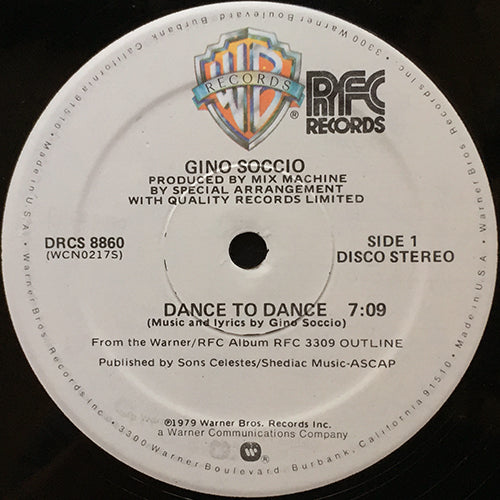 WB
RECORDS
®
RFC
RECORDS
GINO SOCCIO
PRODUCED BY MIX MACHINE
BY SPECIAL ARRANGEMENT
WITH QUALITY RECORDS LIMITED
DRCS 8860
(WCN0217S)
SIDE 1
DISCO STEREO
DANCE TO DANCE 7:09
(Music and lyrics by Gino Soccio)
From the Warner/RFC Album RFC 3309 OUTLINE
Published by Sons Celestes/Shediac Music-ASCAP
℗1979 Warner Bros. Records Inc.
a Warner Communications Company
Warner Bros. Records Inc. • 3300 Warner Boulevard, Burbank, California 91510 • Made in U.S.A.
Warner Bros. Records Inc. • 3300 Warner Boulevard, Burbank, California 91510 • Made in U.S.A.